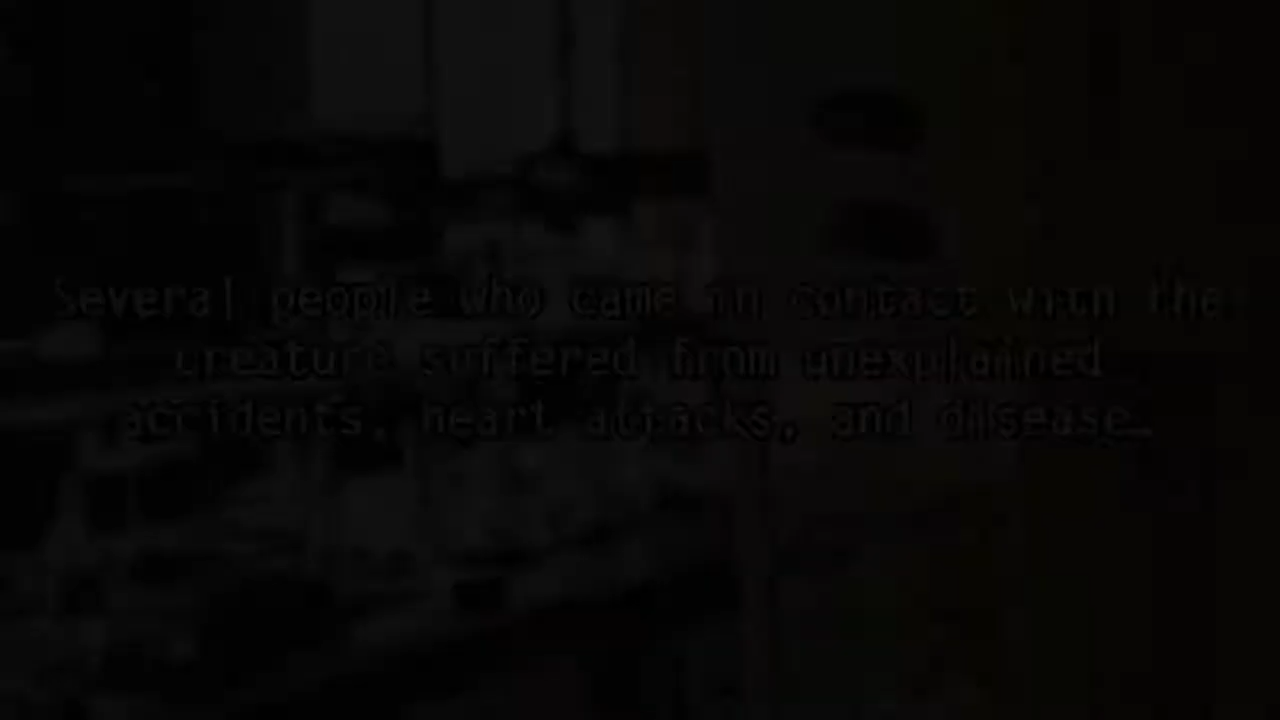 Several people who came in contact with the
creature suffered from unexplained
accidents, heart attacks, and disease…